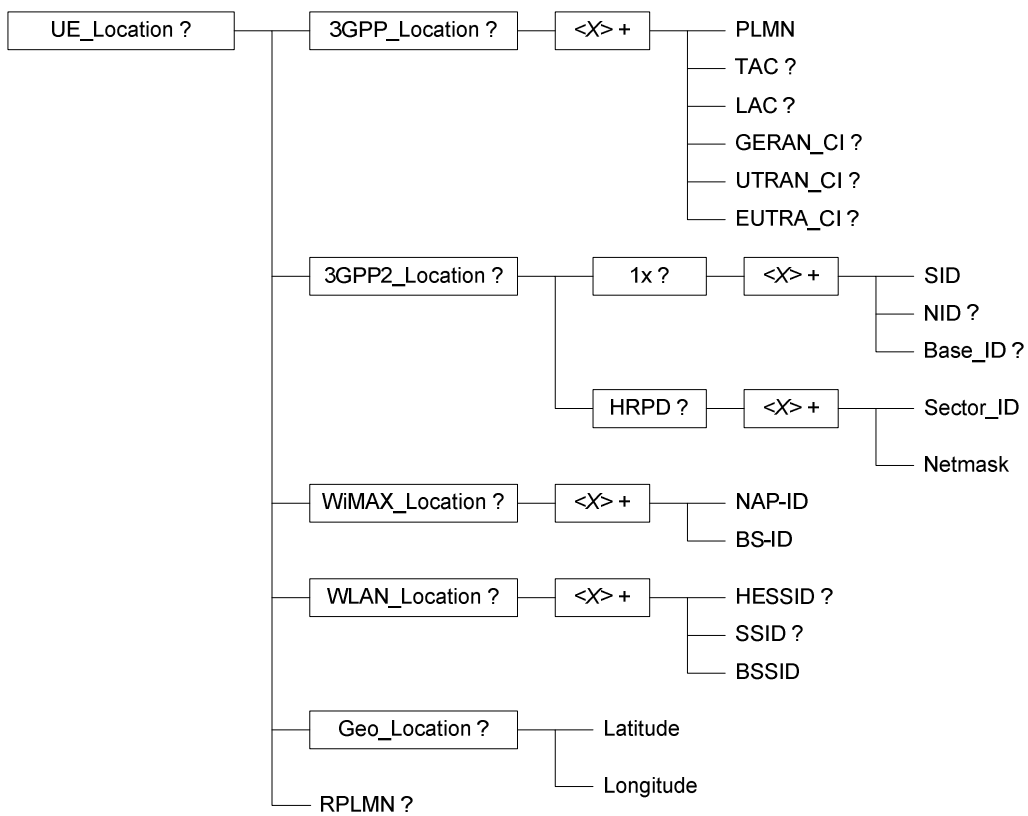 UE_Location ?
3GPP_Location ?
<X> +
PLMN
TAC ?
LAC ?
GERAN_CI ?
UTRAN_CI ?
EUTRA_CI ?
3GPP2_Location ?
1x ?
<X> +
SID
NID ?
Base_ID ?
HRPD ?
<X> +
Sector_ID
Netmask
WiMAX_Location ?
<X> +
NAP-ID
BS-ID
WLAN_Location ?
<X> +
HESSID ?
SSID ?
BSSID
Geo_Location ?
Latitude
Longitude
RPLMN ?